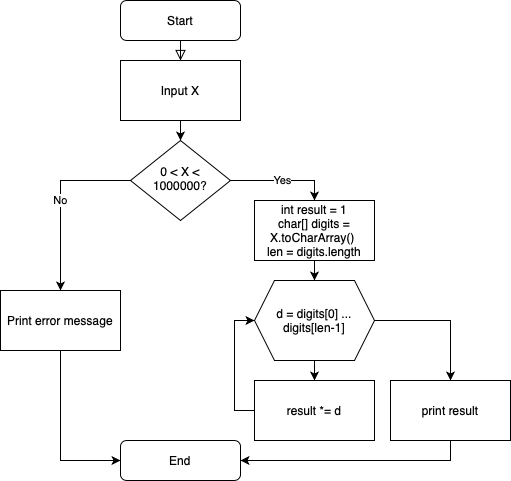 Start
Input X
0 < X <
1000000?
No
Yes
int result = 1
char[] digits =
X.toCharArray()
len = digits.length
Print error message
d = digits[0] ...
digits[len-1]
result *= d
print result
End